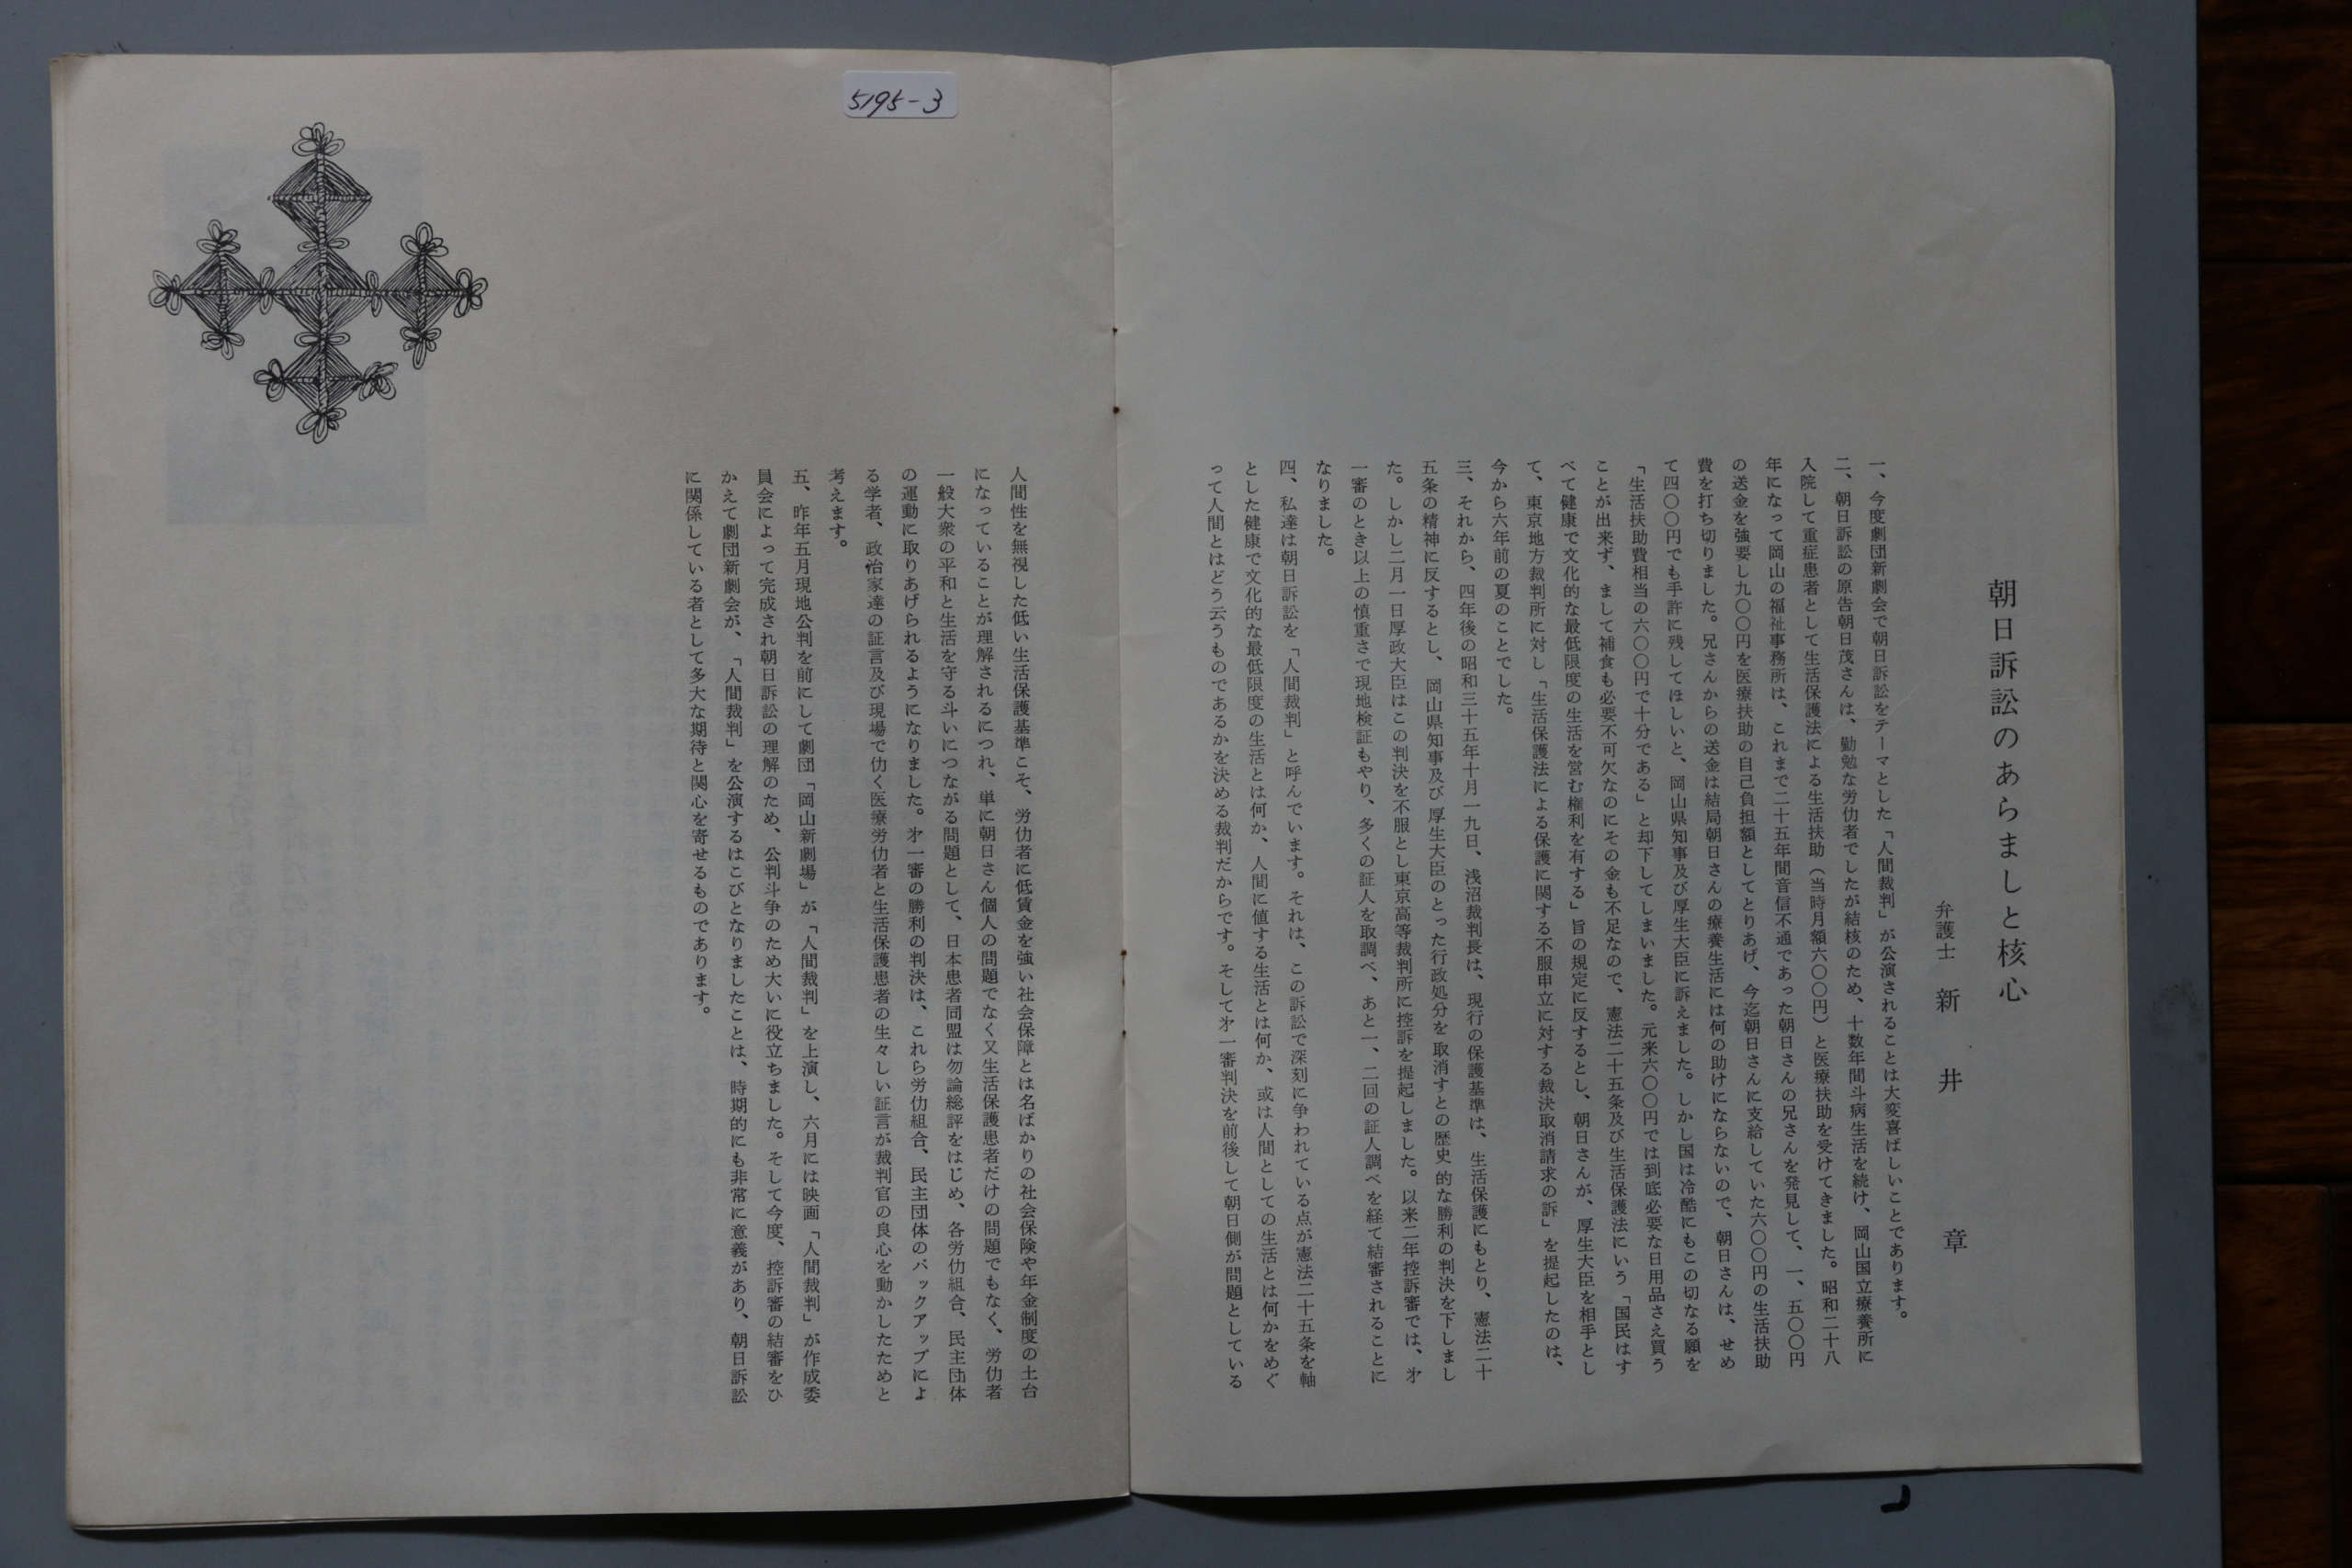 朝日訴訟のあらましと核心
弁護士 新井 章
一、今度劇団新劇会で朝日訴訟をテーマとした「人間裁判」が公演されることは大変喜ばしいことであります。
二、朝日訴訟の原告朝日茂さんは、勤勉な労仂者でしたが結核のため、十数年間斗病生活を続け、岡山国立療養所に
入院して重症患者として生活保護法による生活扶助（当時月額六〇〇円）と医療扶助を受けてきました。昭和二十八
年になって岡山の福祉事務所は、これまで二十五年間音信不通であった朝日さんの兄さんを発見して、一、五〇〇円
の送金を強要し九〇〇円を医療扶助の自己負担額としてとりあげ、今迄朝日さんに支給していた六〇〇円の生活扶助
費を打ち切りました。兄さんからの送金は結局朝日さんの療養生活には何の助けにならないので、朝日さんは、せめ
て四〇〇円でも手許に残してほしいと、岡山県知事及び厚生大臣に訴えました。しかし国は冷酷にもこの切なる願を
「生活扶助費相当の六〇〇円で十分である」と却下してしまいました。元来六〇〇円では到底必要な日用品さえ買う
ことが出来ず、まして補食も必要不可欠なのにその金も不足なので、憲法二十五条及び生活保護法にいう「国民はす
べて健康で文化的な最低限度の生活を営む権利を有する」旨の規定に反するとし、朝日さんが、厚生大臣を相手とし
て、東京地方裁判所に対し「生活保護法による保護に関する不服申立に対する裁決取消請求の訴」を提起したのは、
今から六年前の夏のことでした。
三、それから、四年後の昭和三十五年十月一九日、浅沼裁判長は、現行の保護基準は、生活保護にもとり、憲法二十
五条の精神に反するとし、岡山県知事及び厚生大臣のとった行政処分を取消すとの歴史的な勝利の判決を下しまし
た。しかし二月一日厚政大臣はこの判決を不服とし東京高等裁判所に控訴を提起しました。以来二年控訴審では、才
一審のとき以上の慎重さで現地検証もやり、多くの証人を取調べ、あと一、二回の証人調べを経て結審されることに
なりました。
四、私達は朝日訴訟を「人間裁判」と呼んでいます。それは、この訴訟で深刻に争われている点が憲法二十五条を軸
とした健康で文化的な最低限度の生活とは何か、人間に値する生活とは何か、或は人間としての生活とは何かをめぐ
って人間とはどう云うものであるかを決める裁判だからです。そして才一審判決を前後して朝日側が問題としている
5195-3
人間性を無視した低い生活保護基準こそ、労仂者に低賃金を強い社会保障とは名ばかりの社会保険や年金制度の土台
になっていることが理解されるにつれ、単に朝日さん個人の問題でなく又生活保護患者だけの問題でもなく、労仂者
一般大衆の平和と生活を守る斗いにつながる問題として、日本患者同盟は勿論総評をはじめ、各労仂組合、民主団体
の運動に取りあげられるようになりました。才一審の勝利の判決は、これら労仂組合、民主団体のバックアップによ
る学者、政治家達の証言及び現場で仂く医療労仂者と生活保護患者の生々しい証言が裁判官の良心を動かしたためと
考えます。
五、昨年五月現地公判を前にして劇団「岡山新劇場」が「人間裁判」を上演し、六月には映画「人間裁判」が作成委
員会によって完成され朝日訴訟の理解のため、公判斗争のため大いに役立ちました。そして今度、控訴審の結審をひ
かえて劇団新劇会が、「人間裁判」を公演するはこびとなりましたことは、時期的にも非常に意義があり、朝日訴訟
に関係している者として多大な期待と関心を寄せるものであります。